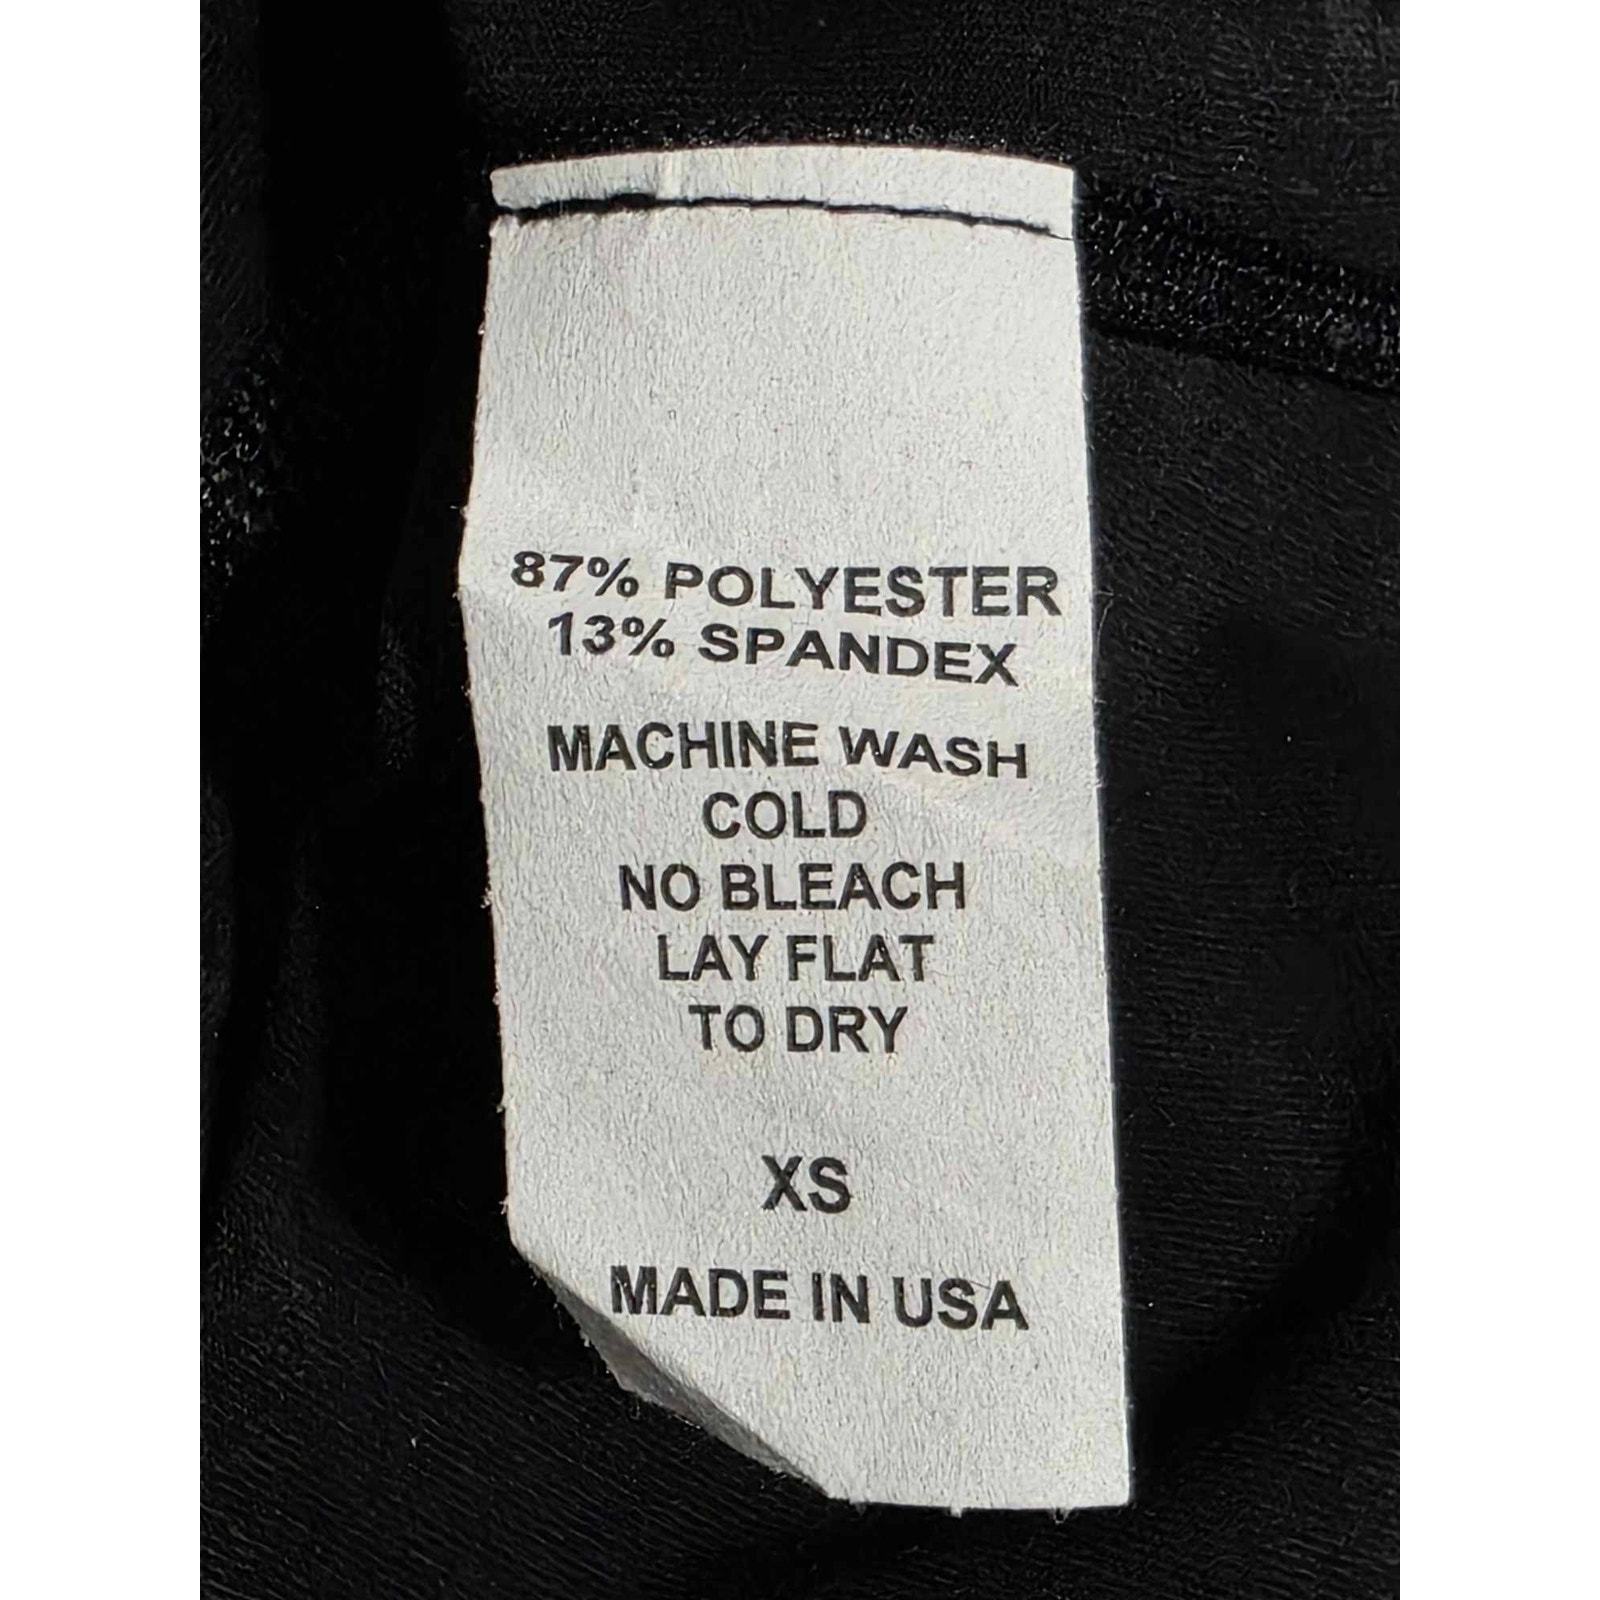 87% POLYESTER
13% SPANDEX
MACHINE WASH
COLD
NO BLEACH
LAY FLAT
TO DRY
XS
MADE IN USA